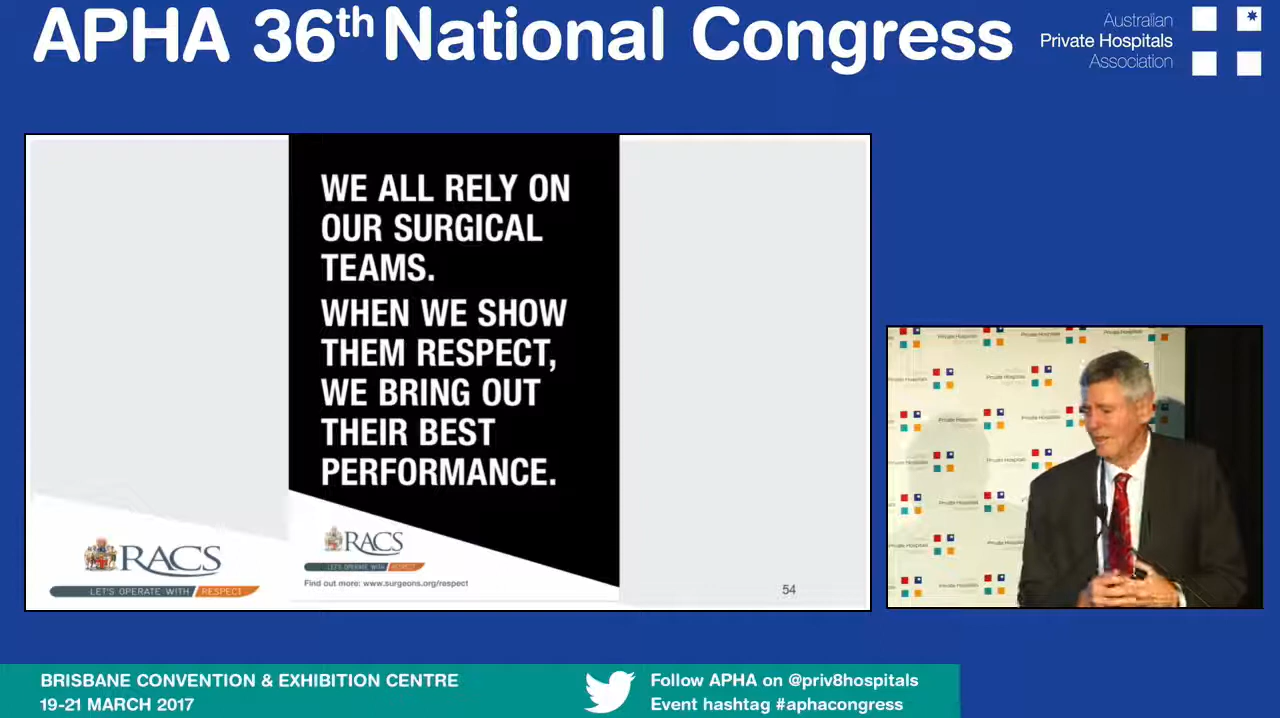 APHA 36th National Congress
Australian
Private Hospitals
Association
WE ALL RELY ON
OUR SURGICAL
TEAMS.
WHEN WE SHOW
THEM RESPECT,
WE BRING OUT
THEIR BEST
PERFORMANCE.
RACS
LET'S OPERATE WITH RESPECT
RACS
LET'S OPERATE WITH RESPECT
Find out more: www.surgeons.org/respect
54
Private Hospitals
BRISBANE CONVENTION & EXHIBITION CENTRE
19-21 MARCH 2017
Follow APHA on @priv8hospitals
Event hashtag #aphacongress